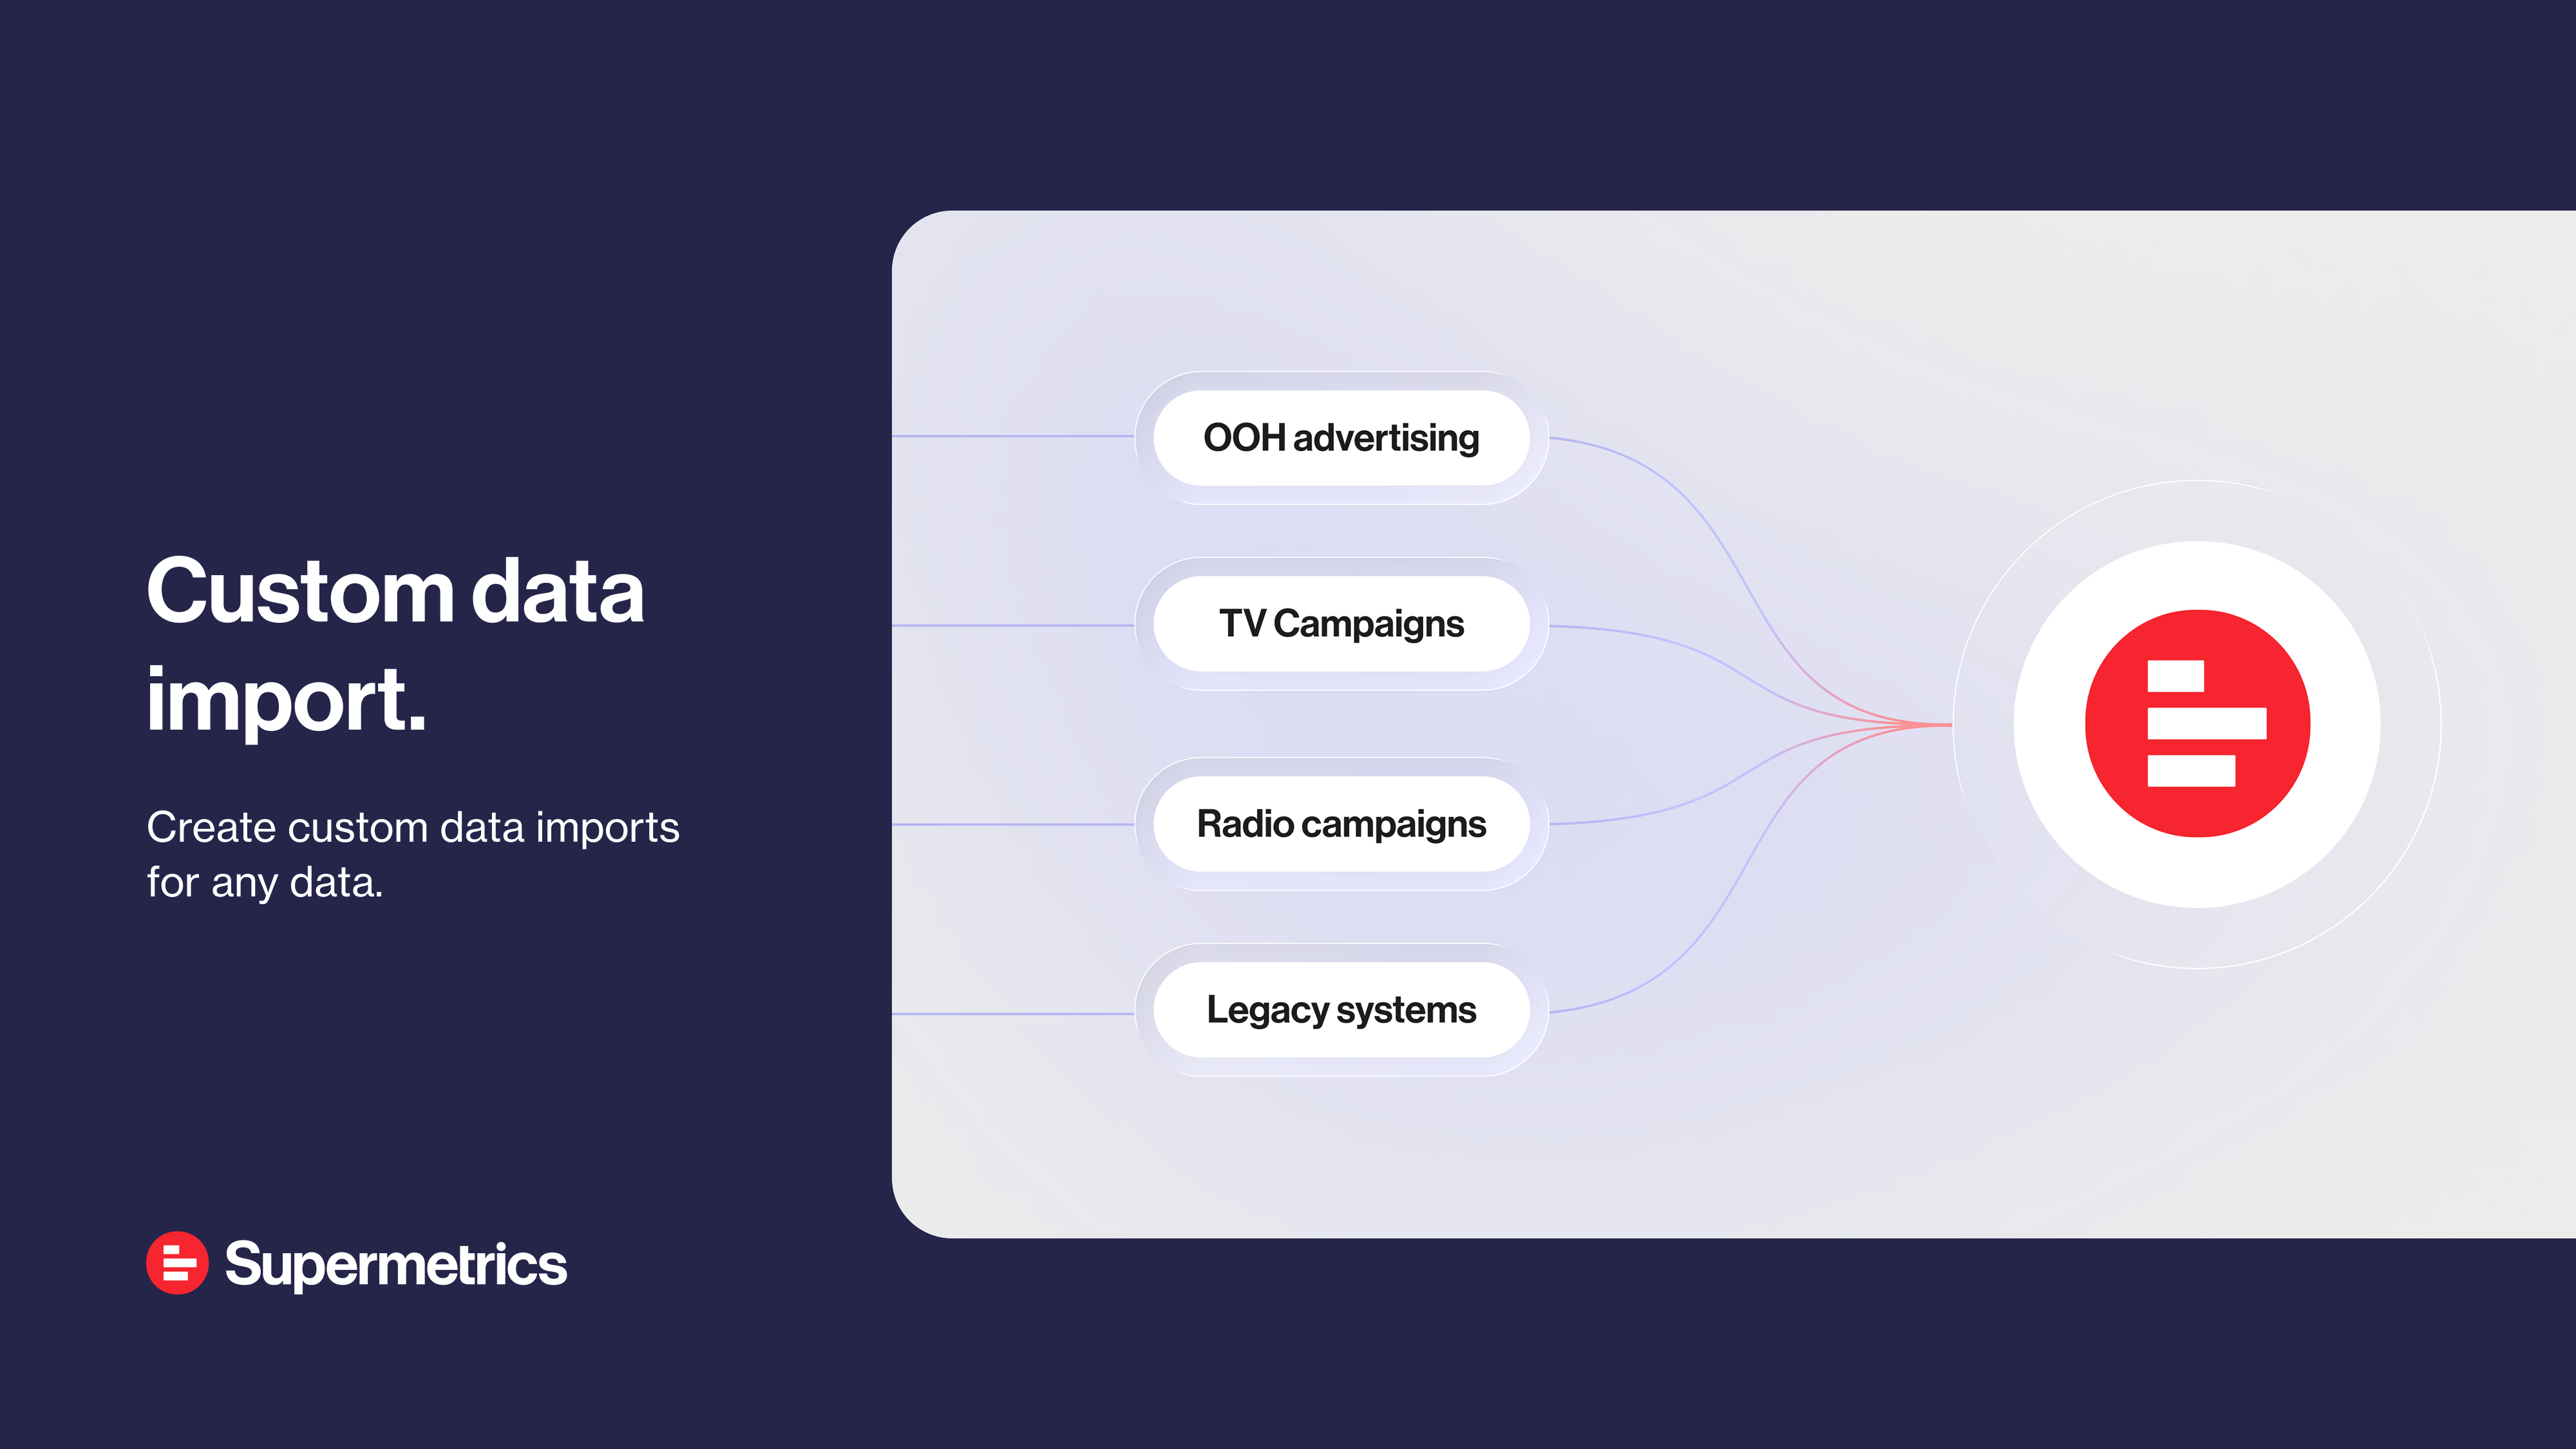 Custom data
import.
Create custom data imports
for any data.
Supermetrics
OOH advertising
TV Campaigns
Radio campaigns
Legacy systems